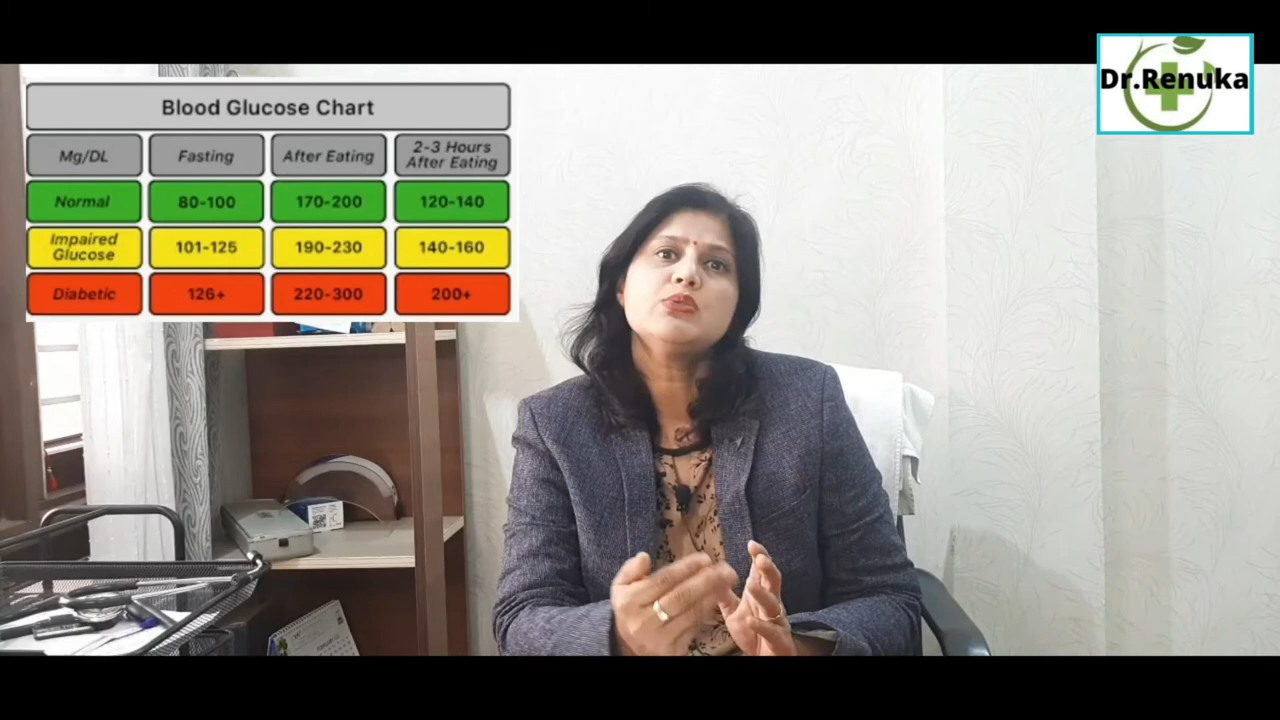 Dr.Renuka
Blood Glucose Chart
Mg/DL Fasting After Eating 2-3 Hours After Eating
Normal 80-100 170-200 120-140
Impaired Glucose 101-125 190-230 140-160
Diabetic 126+ 220-300 200+